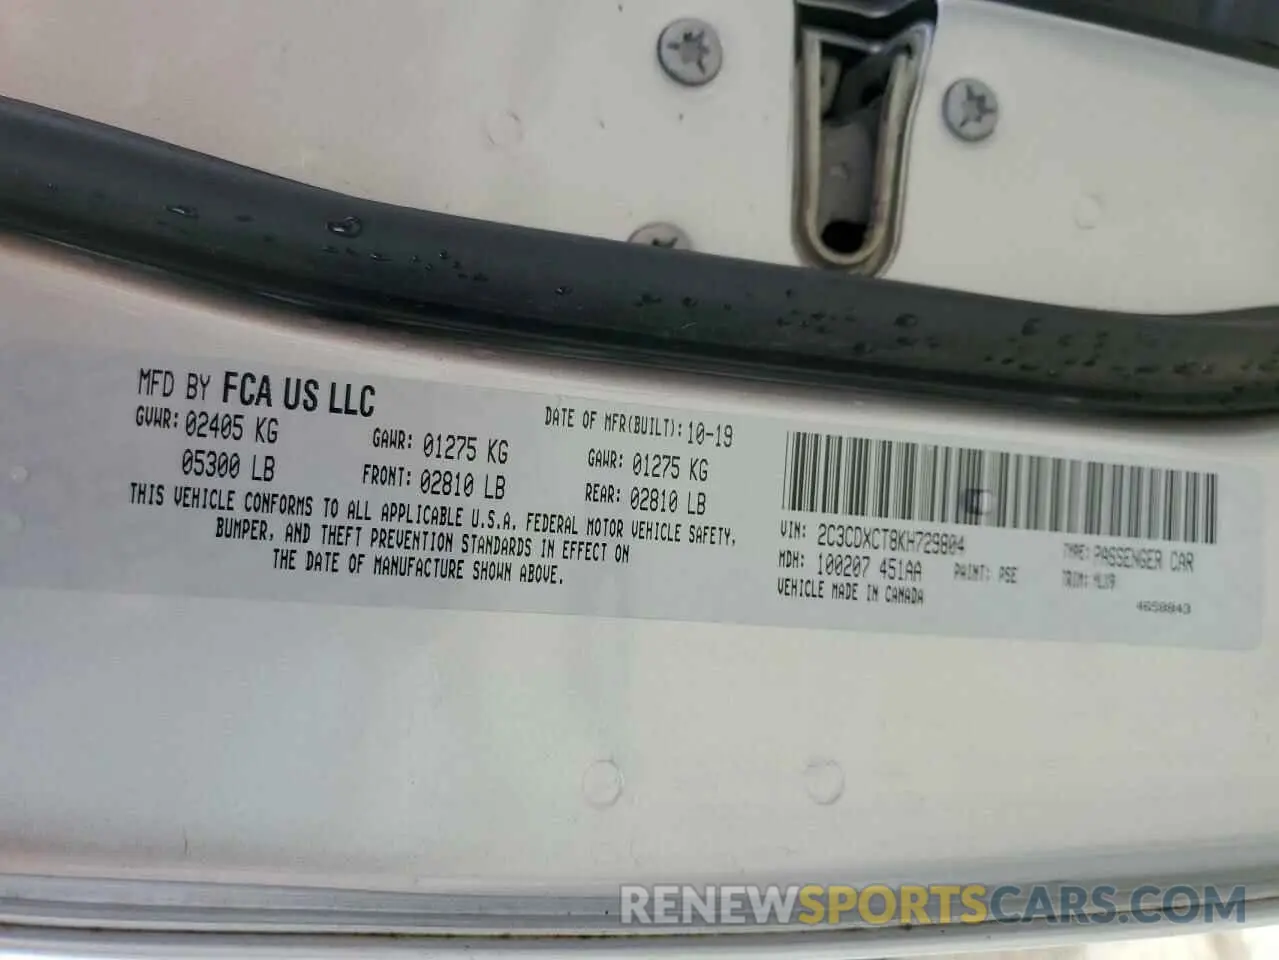 MFD BY FCA US LLC
DATE OF MFR(BUILT): 10-19
GVWR: 02405 KG
GAWR: 01275 KG
GAWR: 01275 KG
05300 LB
FRONT: 02810 LB
REAR: 02810 LB
THIS VEHICLE CONFORMS TO ALL APPLICABLE U.S.A. FEDERAL MOTOR VEHICLE SAFETY,
BUMPER, AND THEFT PREVENTION STANDARDS IN EFFECT ON
THE DATE OF MANUFACTURE SHOWN ABOVE.
VIN: 2C3CDXCT8KH729804
TYPE: PASSENGER CAR
MDH: 100207 451AA
PAINT: PSE
TRIM:
VEHICLE MADE IN CANADA
4658843
RENEWSPORTSCARS.COM